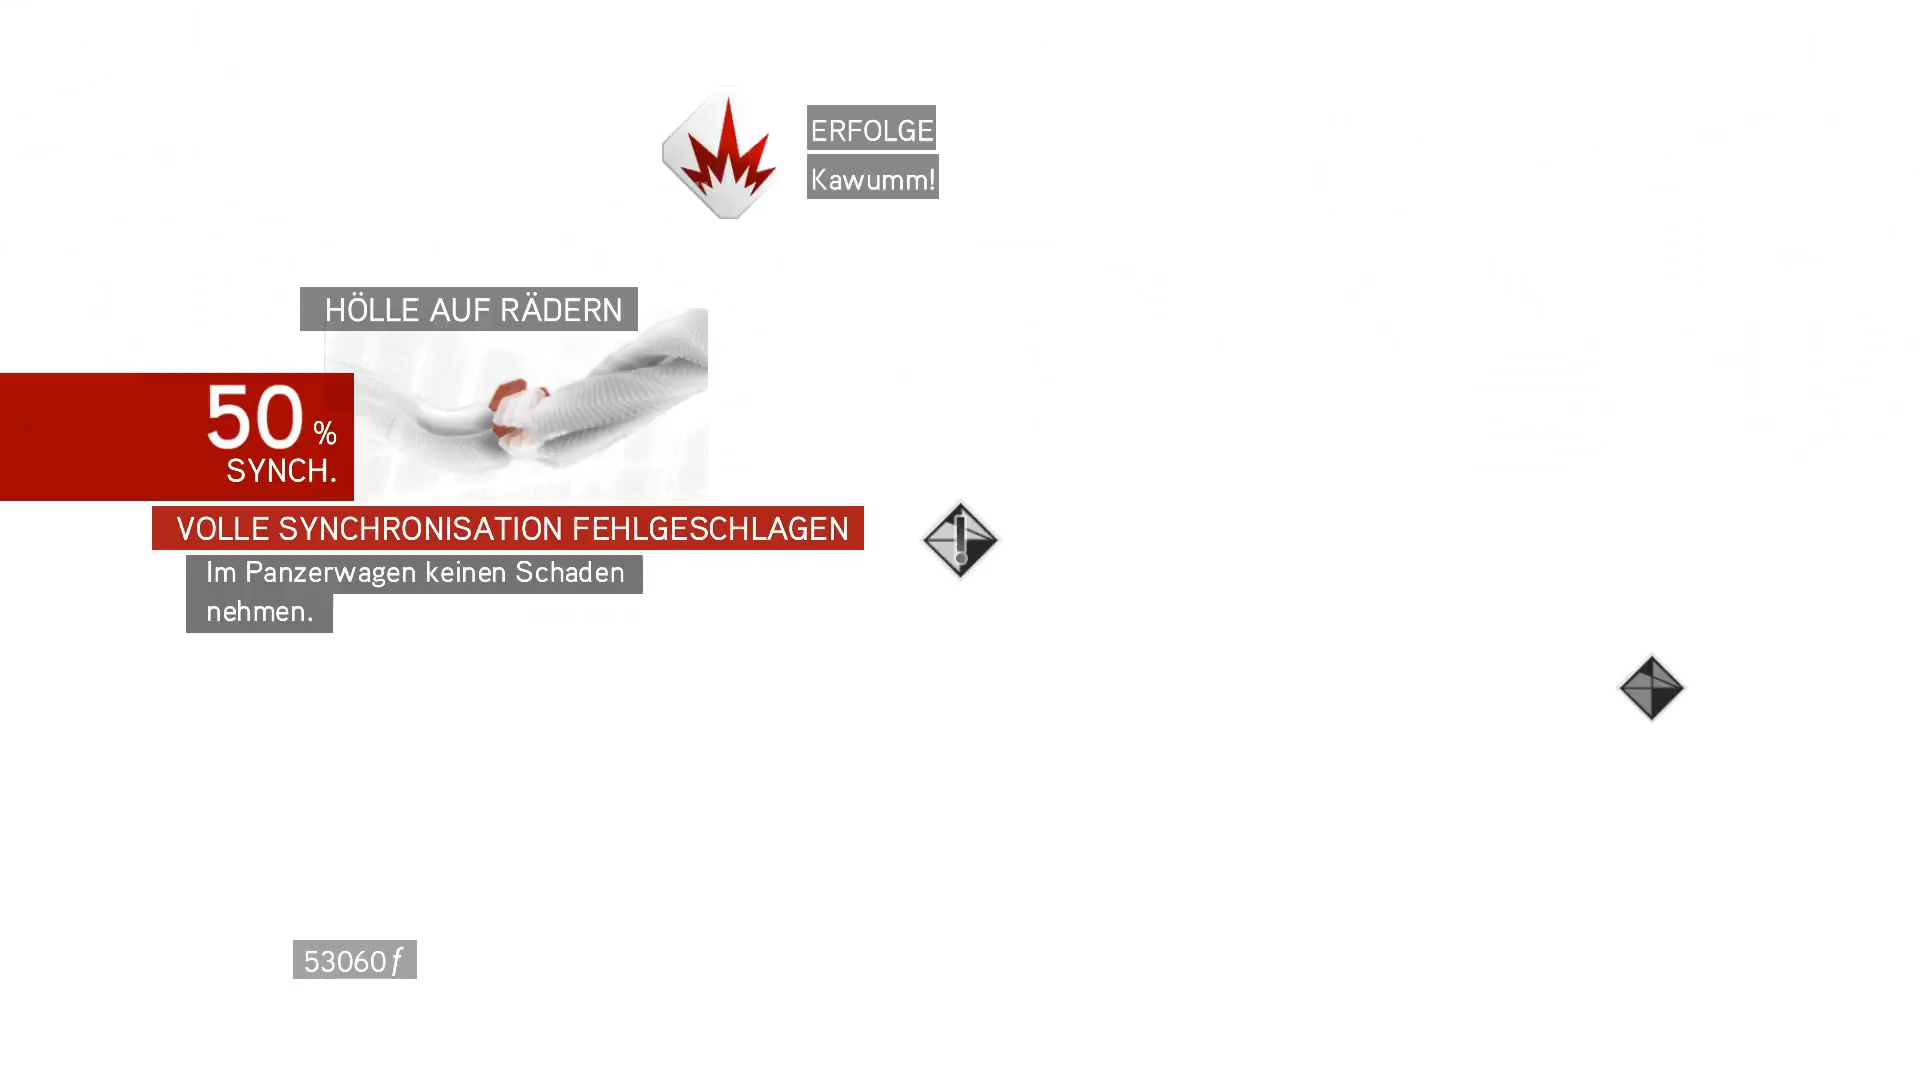 ERFOLGE
Kawumm!
HÖLLE AUF RÄDERN
50 %
SYNCH.
VOLLE SYNCHRONISATION FEHLGESCHLAGEN
Im Panzerwagen keinen Schaden
nehmen.
53060 ƒ